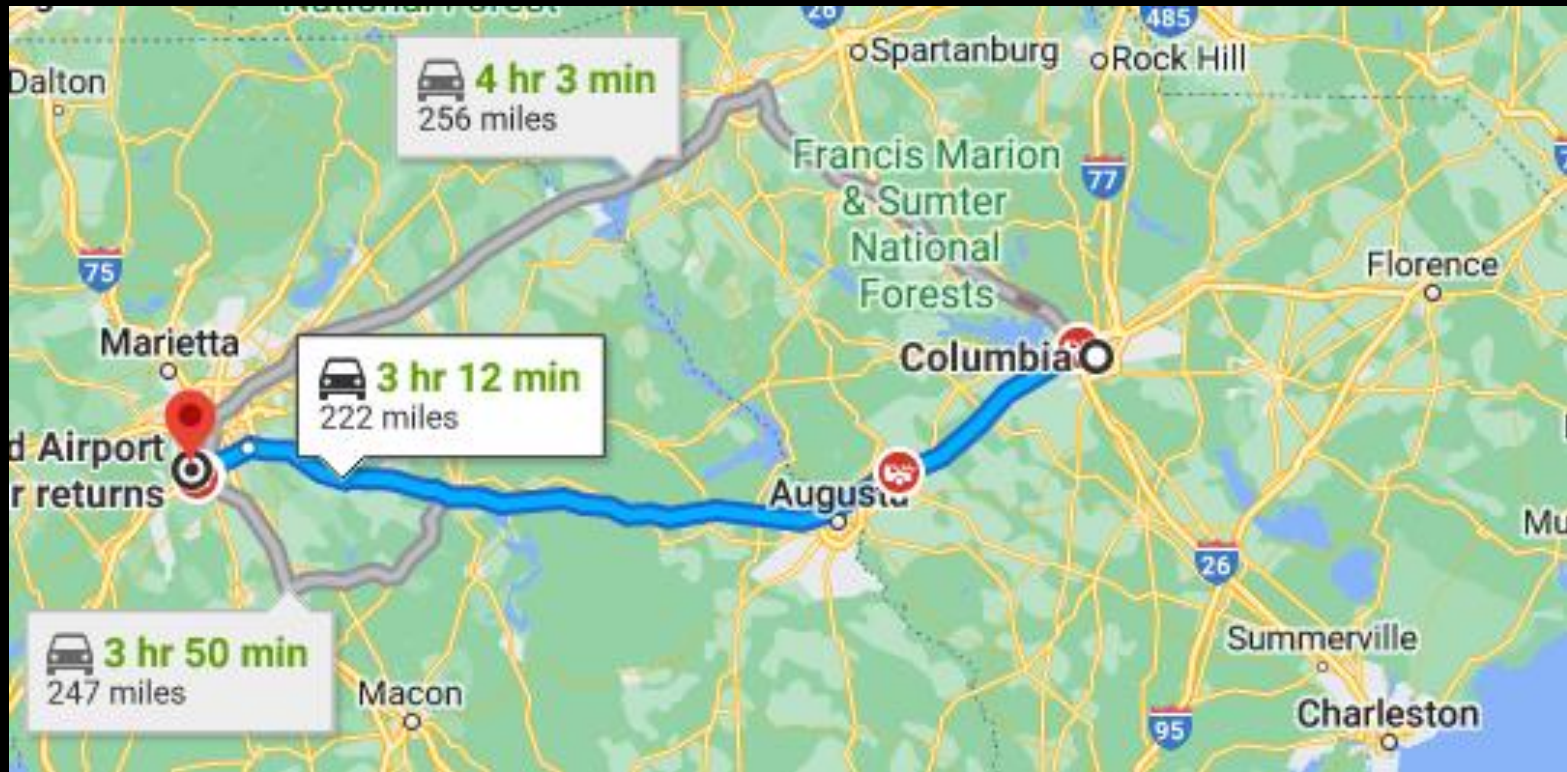 National Forest
26
485
Spartanburg
Rock Hill
Dalton
4 hr 3 min
256 miles
Francis Marion
& Sumter
National
Forests
77
75
Florence
Marietta
Columbia
3 hr 12 min
222 miles
d Airport
r returns
Augusta
Mu
26
3 hr 50 min
247 miles
Summerville
Macon
Charleston
95